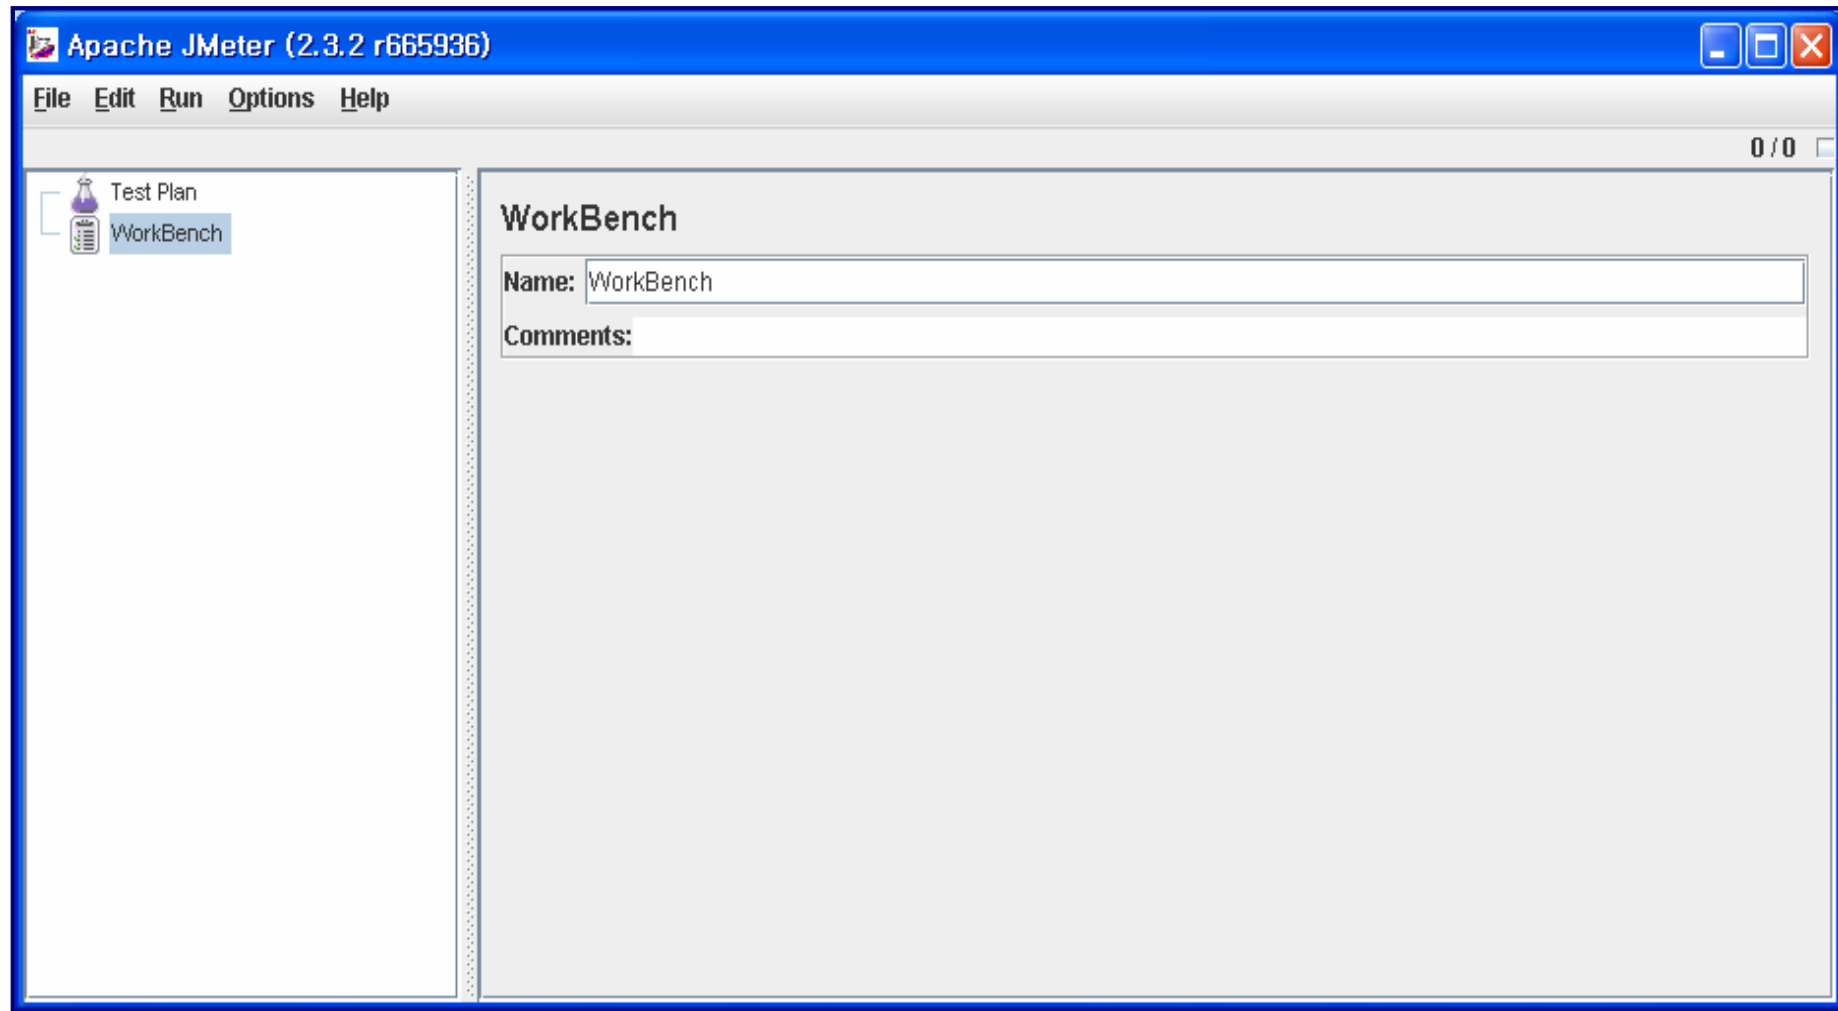 Apache JMeter (2.3.2 r665936)
File Edit Run Options Help
0 / 0
Test Plan
WorkBench
WorkBench
Name: WorkBench
Comments: